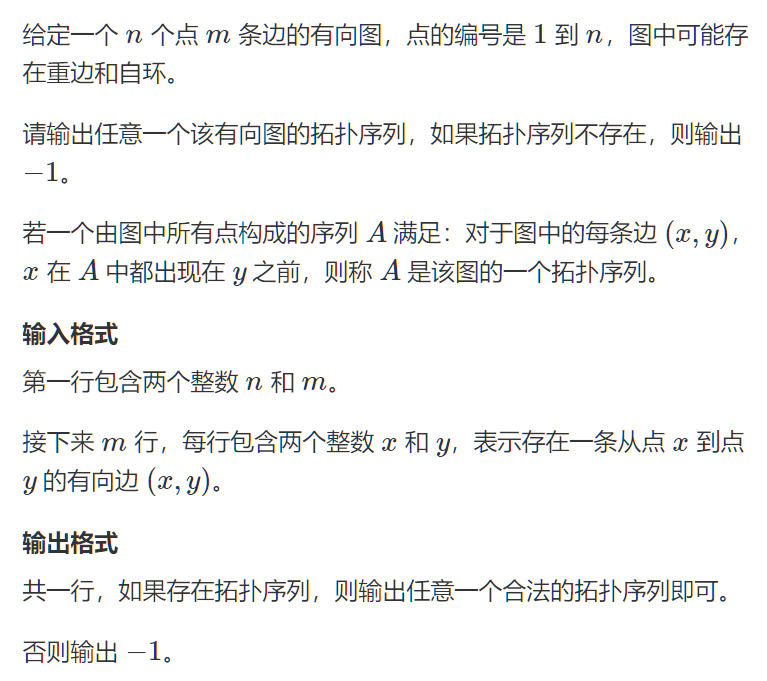 给定一个 n 个点 m 条边的有向图，点的编号是 1 到 n，图中可能存
在重边和自环。
请输出任意一个该有向图的拓扑序列，如果拓扑序列不存在，则输出
−1。
若一个由图中所有点构成的序列 A 满足：对于图中的每条边 (x, y)，
x 在 A 中都出现在 y 之前，则称 A 是该图的一个拓扑序列。
输入格式
第一行包含两个整数 n 和 m。
接下来 m 行，每行包含两个整数 x 和 y，表示存在一条从点 x 到点
y 的有向边 (x, y)。
输出格式
共一行，如果存在拓扑序列，则输出任意一个合法的拓扑序列即可。
否则输出 −1。